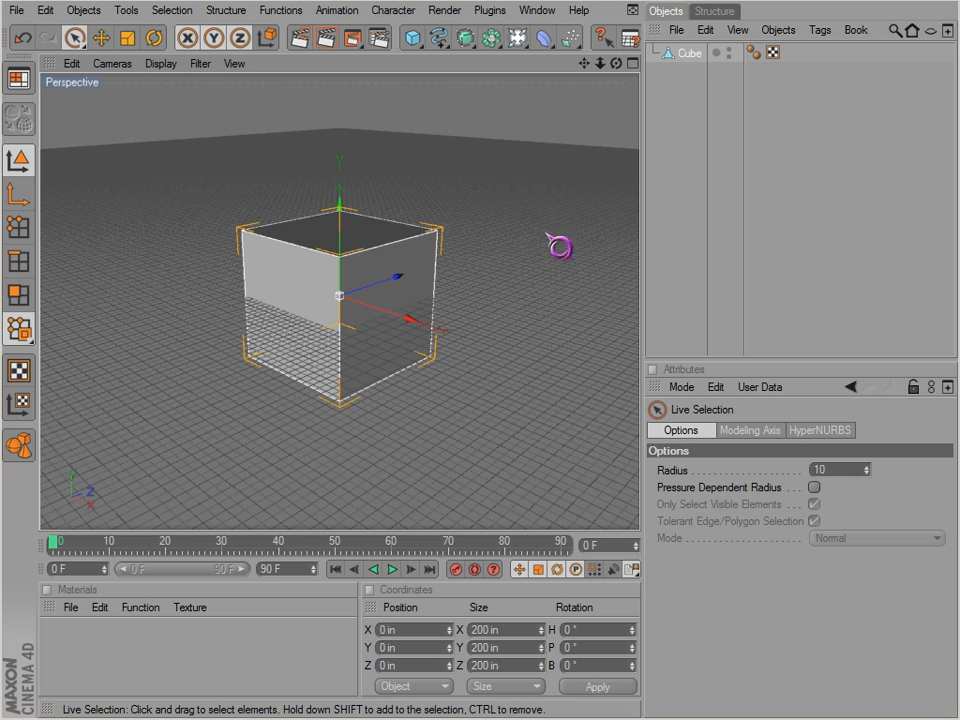 File Edit Objects Tools Selection Structure Functions Animation Character Render Plugins Window Help
Objects Structure
File Edit View Objects Tags Book
Cube
Edit Cameras Display Filter View
Perspective
Y
Y
Z
X
Attributes
Mode Edit User Data
Live Selection
Options Modeling Axis HyperNURBS
Options
Radius 10
Pressure Dependent Radius
Only Select Visible Elements
Tolerant Edge/Polygon Selection
Mode Normal
0 10 20 30 40 50 60 70 80 90 0 F
0 F 0 F 90 F 90 F
Materials
File Edit Function Texture
Coordinates
Position Size Rotation
X 0 in X 200 in H 0 °
Y 0 in Y 200 in P 0 °
Z 0 in Z 200 in B 0 °
Object Size Apply
MAXON
CINEMA 4D
Live Selection: Click and drag to select elements. Hold down SHIFT to add to the selection, CTRL to remove.